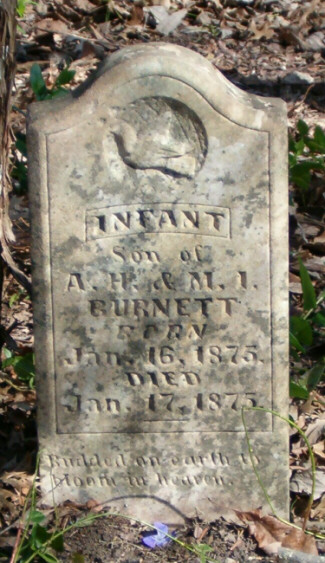 INFANT
Son of
A. H. & M. I.
BURNETT
BORN
Jan. 16, 1875.
DIED
Jan. 17, 1875.
Budded on earth to
bloom in heaven.